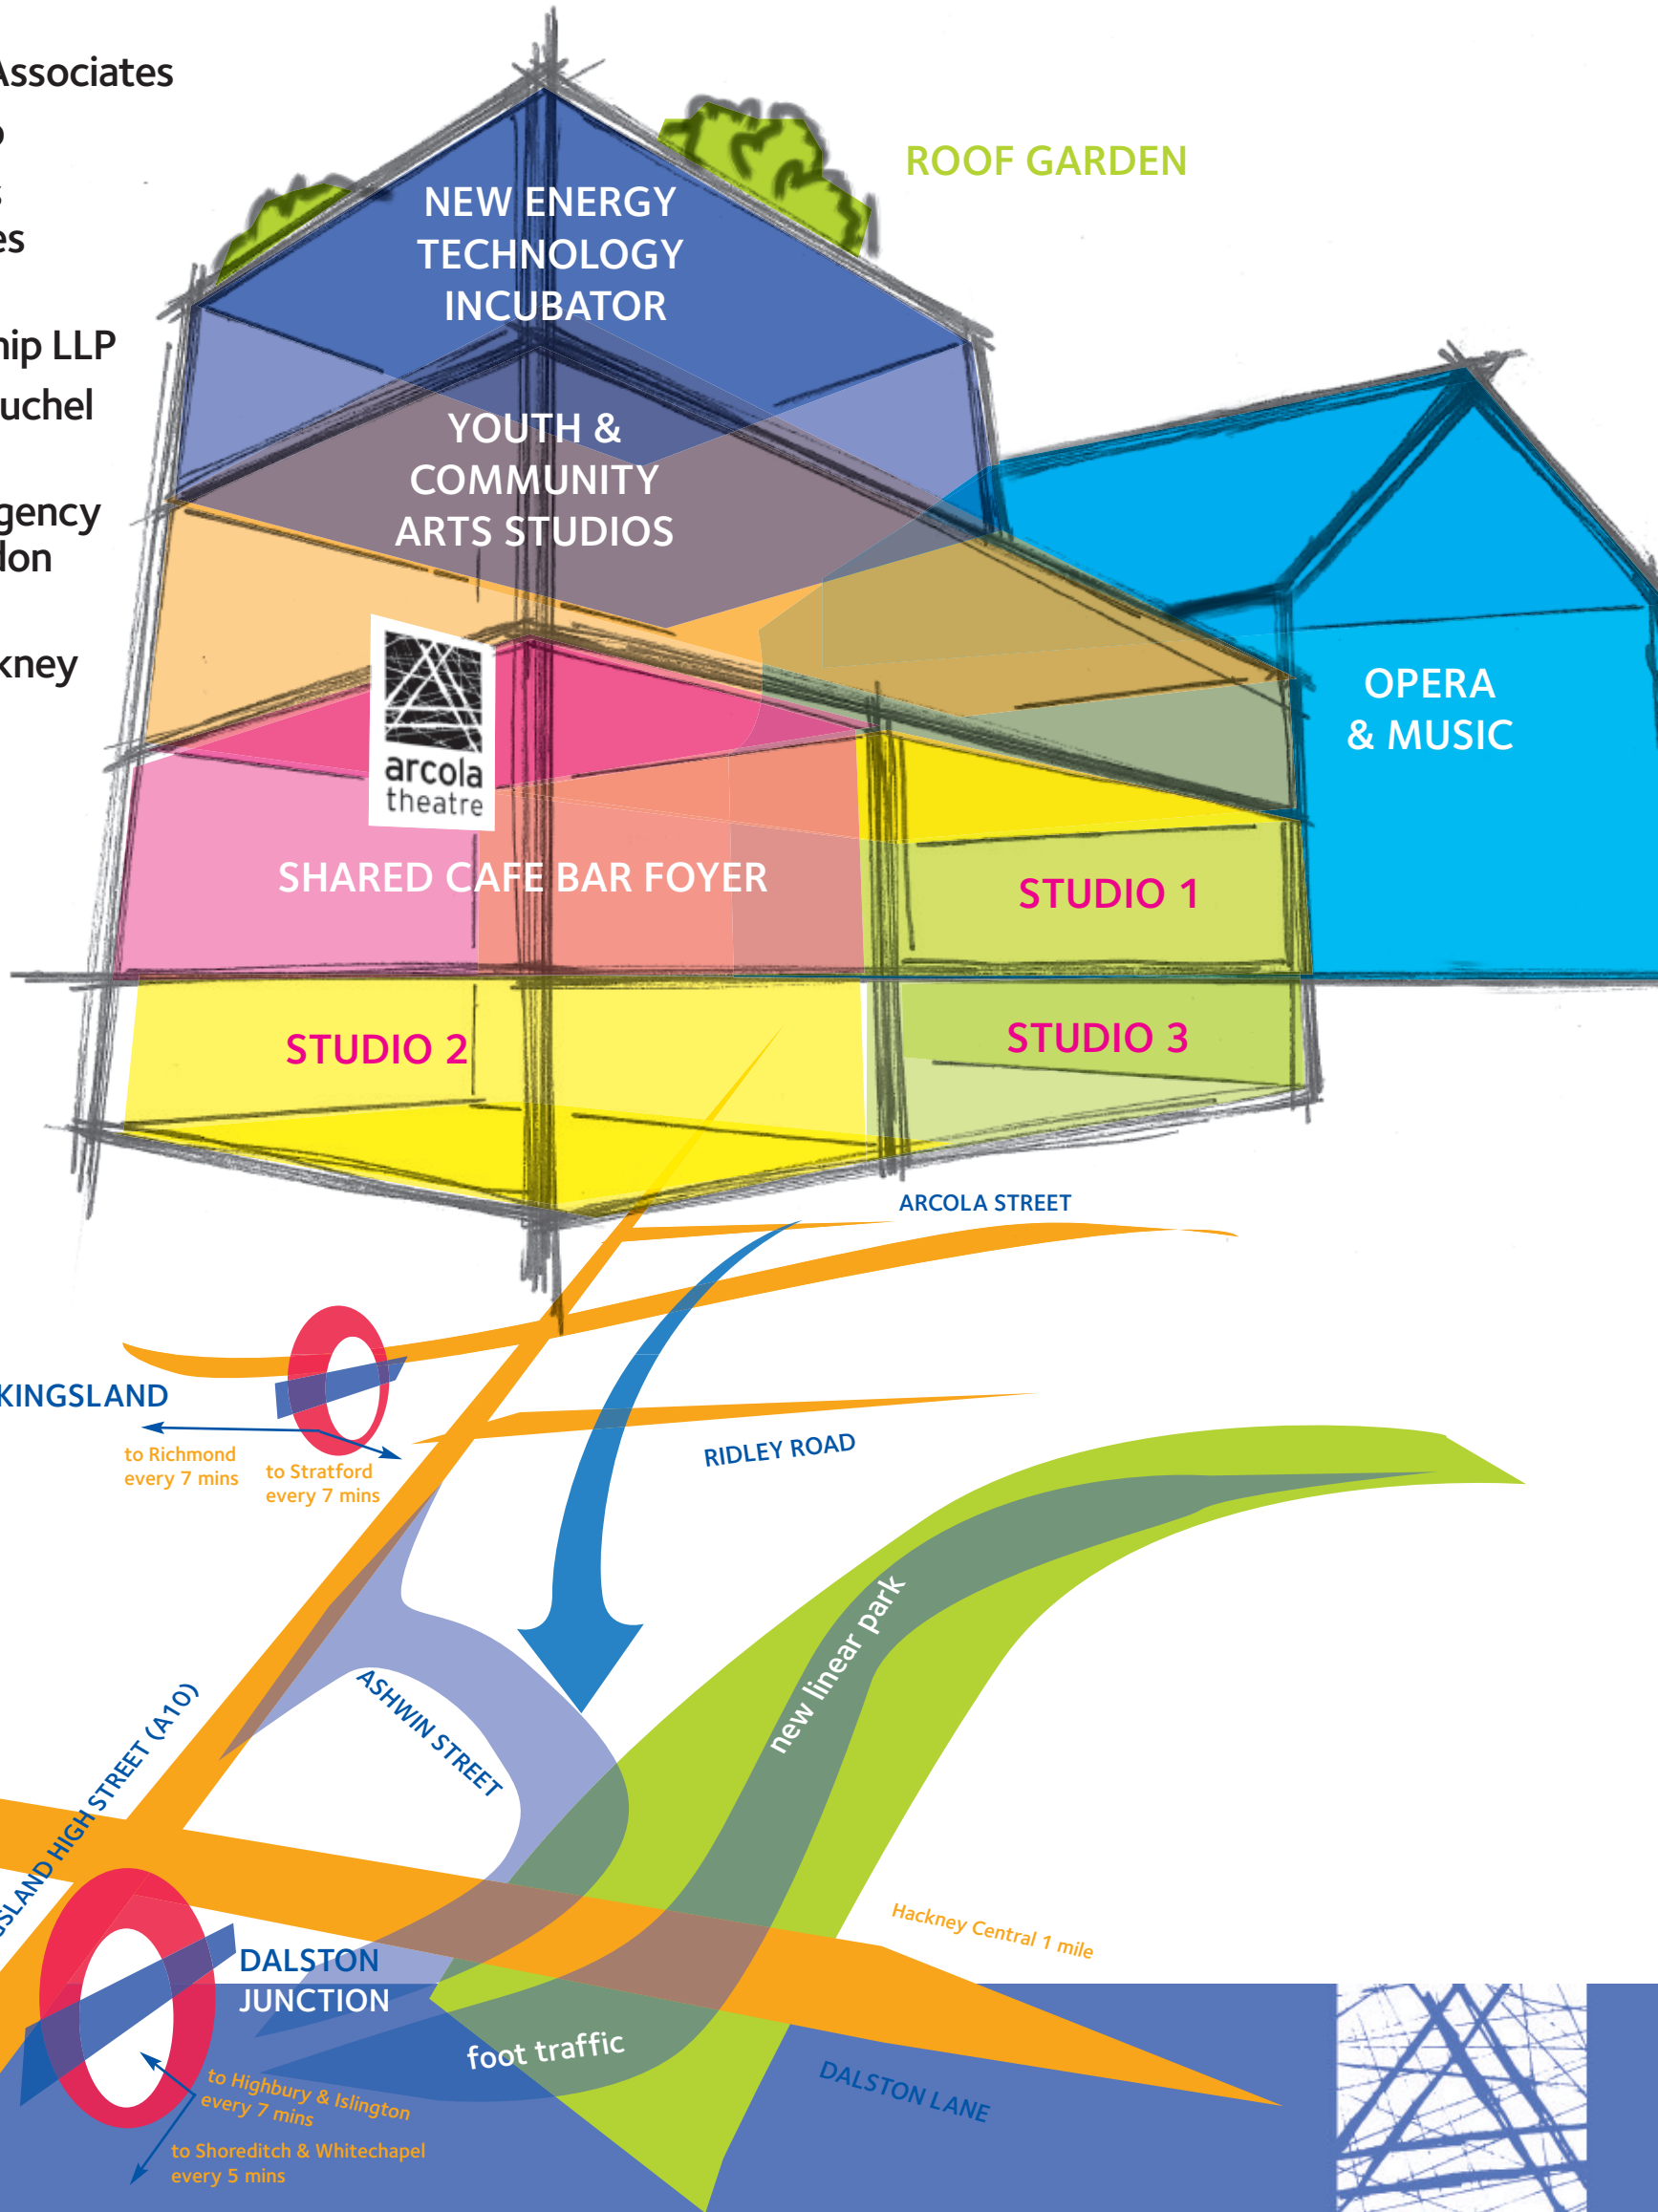 Associates
es
hip LLP
uchel
gency
don
kney
ROOF GARDEN
NEW ENERGY
TECHNOLOGY
INCUBATOR
YOUTH &
COMMUNITY
ARTS STUDIOS
OPERA
& MUSIC
arcola
theatre
SHARED CAFE BAR FOYER
STUDIO 1
STUDIO 2
STUDIO 3
ARCOLA STREET
KINGSLAND
to Richmond
every 7 mins
to Stratford
every 7 mins
RIDLEY ROAD
new linear park
ASHWIN STREET
GSLAND HIGH STREET (A10)
Hackney Central 1 mile
DALSTON
JUNCTION
foot traffic
DALSTON LANE
to Highbury & Islington
every 7 mins
to Shoreditch & Whitechapel
every 5 mins